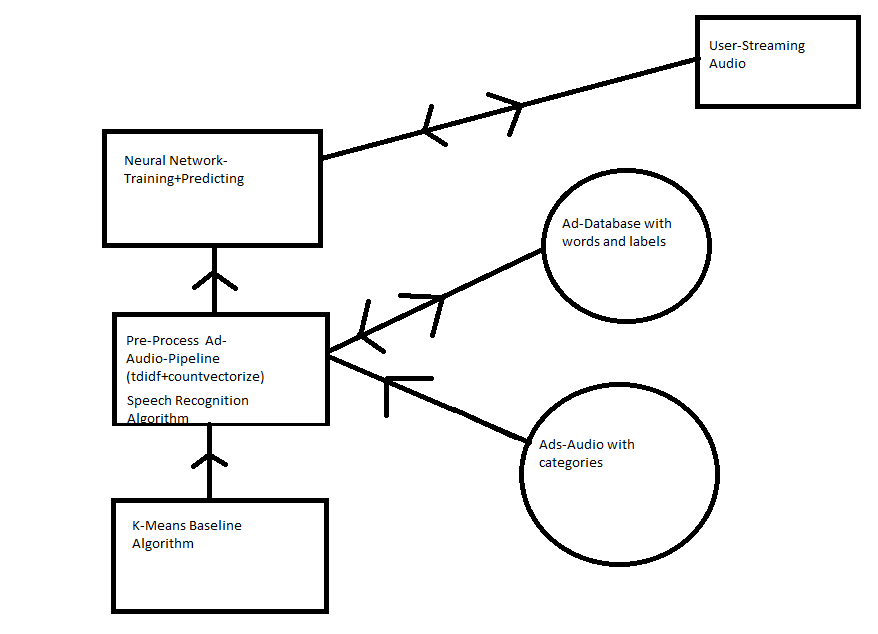 User-Streaming
Audio
Neural Network-
Training+Predicting
Ad-Database with
words and labels
Pre-Process Ad-
Audio-Pipeline
(tdidf+countvectorize)
Speech Recognition
Algorithm
Ads-Audio with
categories
K-Means Baseline
Algorithm